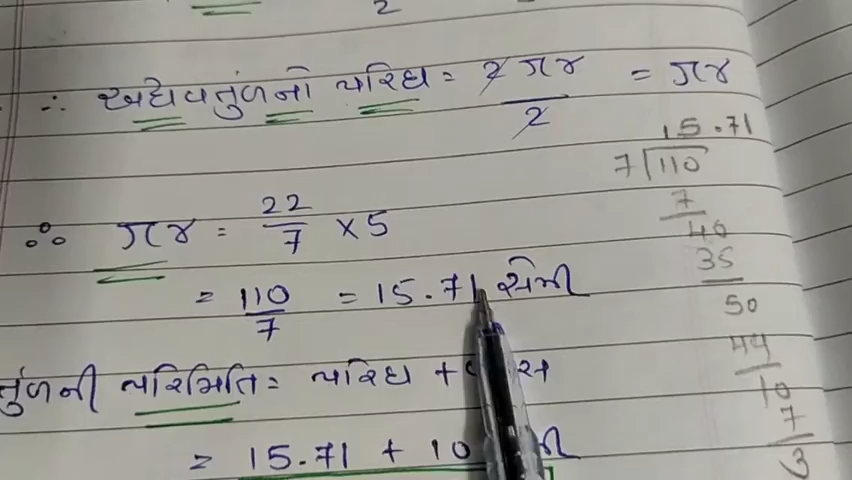 2
∴ અર્ધવર્તુળનો પરિઘ = 2πr/2 = πr
15.71
7 110
7
40
35
50
49
10
7
3
∴ πr = 22/7 × 5
= 110/7 = 15.71 સેમી
ર્તુળની પરિમિતિ = પરિઘ +
= 15.71 + 10